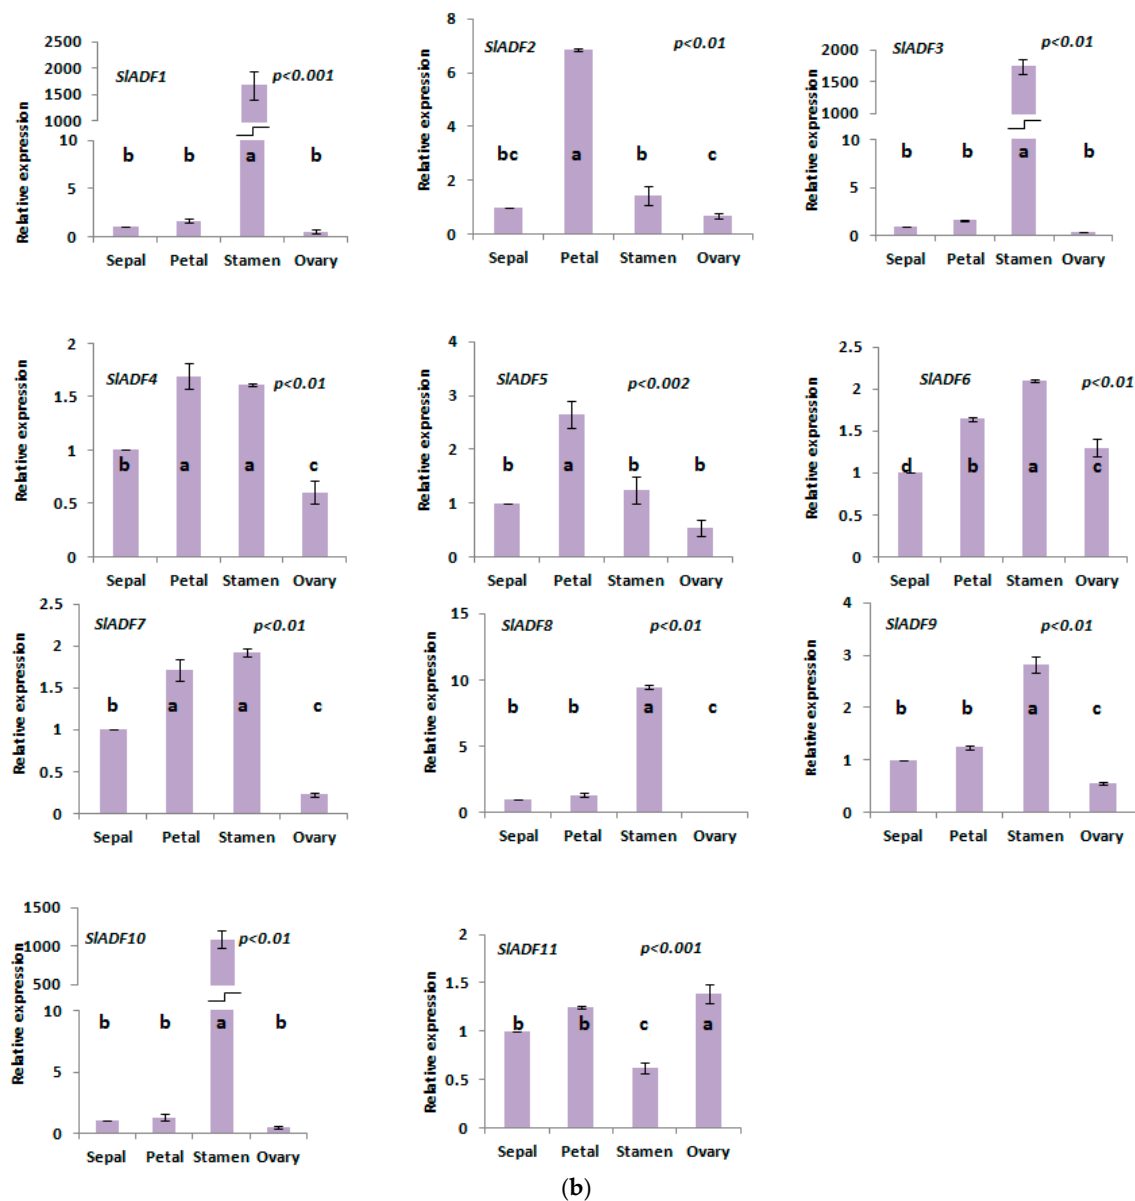 2500
2000
1500
1000
10
5
0
Relative expression
SlADF1
p<0.001
b b a b
Sepal Petal Stamen Ovary
8
6
4
2
0
Relative expression
SlADF2
p<0.01
bc a b c
Sepal Petal Stamen Ovary
2000
1500
1000
10
5
0
Relative expression
SlADF3
p<0.01
b b a b
Sepal Petal Stamen Ovary
2
1.5
1
0.5
0
Relative expression
SlADF4
p<0.01
b a a c
Sepal Petal Stamen Ovary
4
3
2
1
0
Relative expression
SlADF5
p<0.002
b a b b
Sepal Petal Stamen Ovary
2.5
2
1.5
1
0.5
0
Relative expression
SlADF6
p<0.01
d b a c
Sepal Petal Stamen Ovary
2.5
2
1.5
1
0.5
0
Relative expression
SlADF7
p<0.01
b a a c
Sepal Petal Stamen Ovary
15
10
5
0
Relative expression
SlADF8
p<0.01
b b a c
Sepal Petal Stamen Ovary
4
3
2
1
0
Relative expression
SlADF9
p<0.01
b b a c
Sepal Petal Stamen Ovary
1500
1000
500
10
5
0
Relative expression
SlADF10
p<0.01
b b a b
Sepal Petal Stamen Ovary
2
1.5
1
0.5
0
Relative expression
SlADF11
p<0.001
b b c a
Sepal Petal Stamen Ovary
(b)